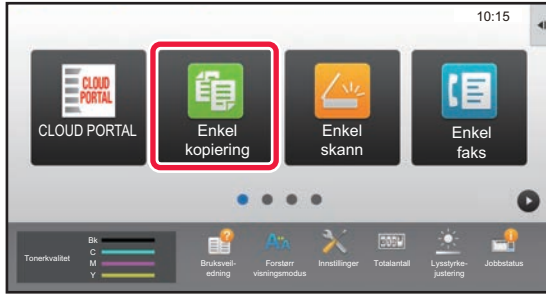 10:15
CLOUD
PORTAL
CLOUD PORTAL
Enkel
kopiering
Enkel
skann
Enkel
faks
Tonerkvalitet
Bk
C
M
Y
Bruksveil-
edning
Forstørr
visningsmodus
Innstillinger
Totalantall
Lysstyrke-
justering
Jobbstatus